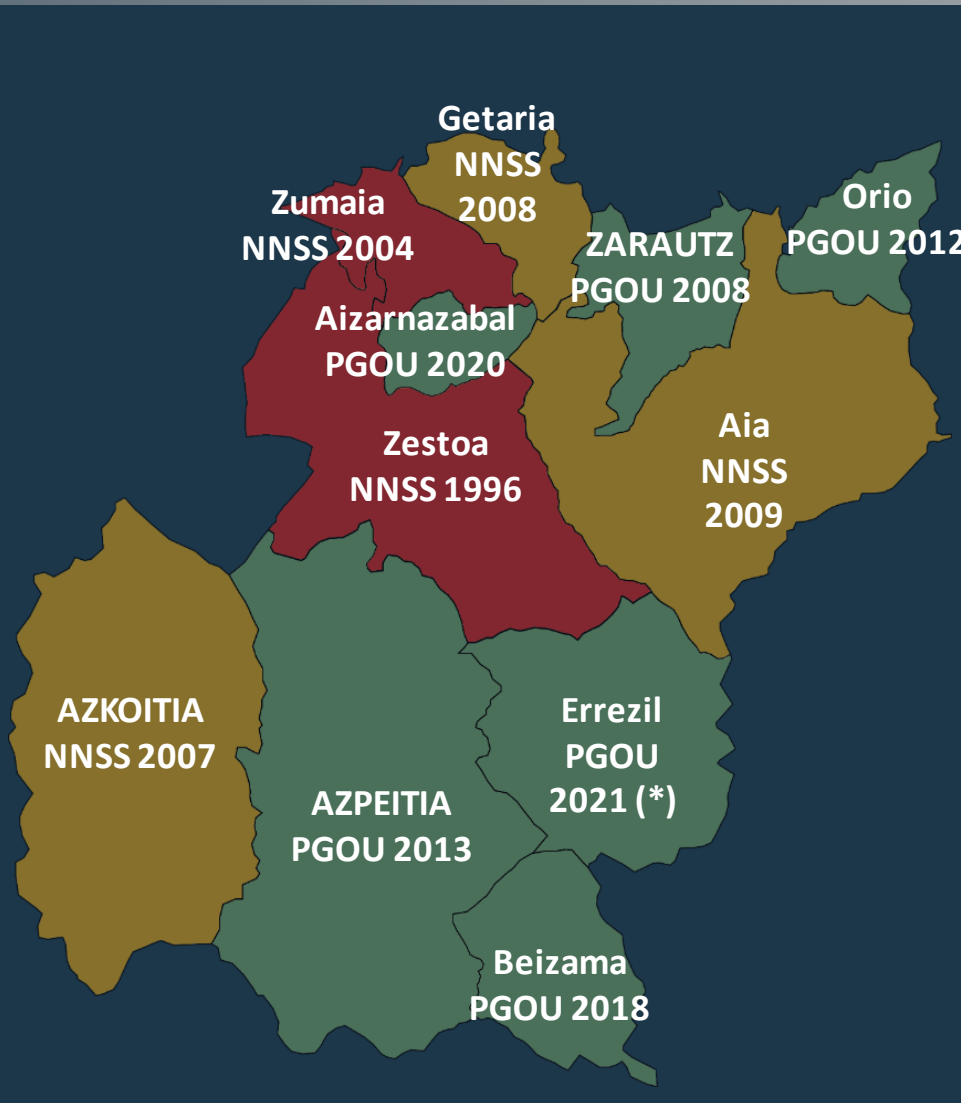 Getaria
NNSS
2008
Zumaia
NNSS 2004
Orio
PGOU 2012
ZARAUTZ
PGOU 2008
Aizarnazabal
PGOU 2020
Zestoa
NNSS 1996
Aia
NNSS
2009
AZKOITIA
NNSS 2007
Errezil
PGOU
2021 (*)
AZPEITIA
PGOU 2013
Beizama
PGOU 2018